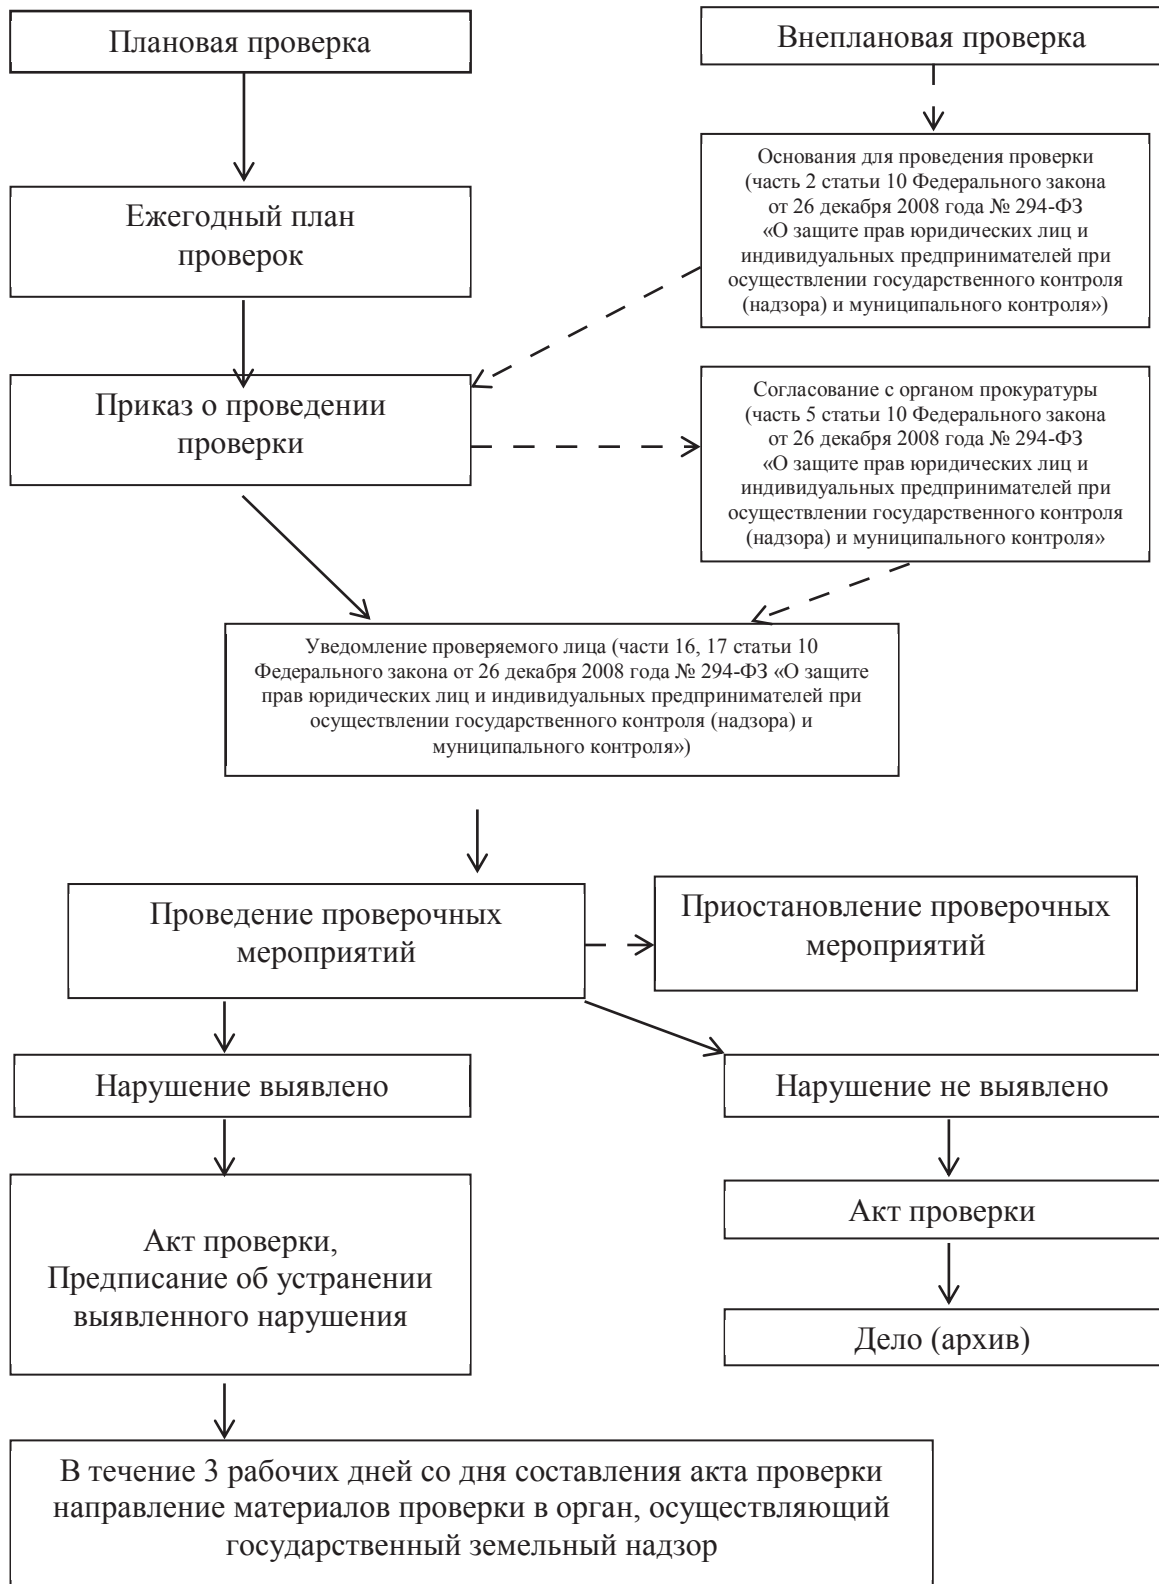 Плановая проверка
Внеплановая проверка
Основания для проведения проверки
(часть 2 статьи 10 Федерального закона
от 26 декабря 2008 года № 294-ФЗ
«О защите прав юридических лиц и
индивидуальных предпринимателей при
осуществлении государственного контроля
(надзора) и муниципального контроля»)
Ежегодный план
проверок
Приказ о проведении
проверки
Согласование с органом прокуратуры
(часть 5 статьи 10 Федерального закона
от 26 декабря 2008 года № 294-ФЗ
«О защите прав юридических лиц и
индивидуальных предпринимателей при
осуществлении государственного контроля
(надзора) и муниципального контроля»
Уведомление проверяемого лица (части 16, 17 статьи 10
Федерального закона от 26 декабря 2008 года № 294-ФЗ «О защите
прав юридических лиц и индивидуальных предпринимателей при
осуществлении государственного контроля (надзора) и
муниципального контроля»)
Проведение проверочных
мероприятий
Приостановление проверочных
мероприятий
Нарушение выявлено
Нарушение не выявлено
Акт проверки,
Предписание об устранении
выявленного нарушения
Акт проверки
Дело (архив)
В течение 3 рабочих дней со дня составления акта проверки
направление материалов проверки в орган, осуществляющий
государственный земельный надзор